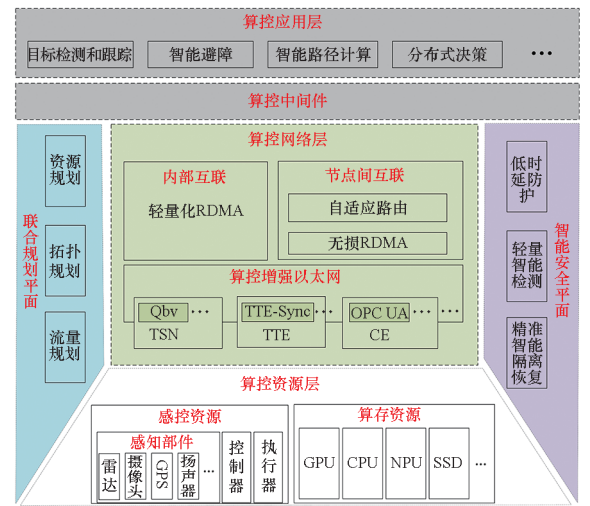 算控应用层
目标检测和跟踪
智能避障
智能路径计算
分布式决策
···
算控中间件
联合规划平面
资源
规划
拓扑
规划
流量
规划
算控网络层
内部互联
轻量化RDMA
节点间互联
自适应路由
无损RDMA
算控增强以太网
Qbv ···
TSN
TTE-Sync ···
TTE
OPC UA ··· ···
CE
低时
延防
护
轻量
智能
检测
精准
智能
隔离
恢复
智能安全平面
算控资源层
感控资源
感知部件
雷达
摄像头
GPS
扬声器
···
控制器
执行器
算存资源
GPU
CPU
NPU
SSD
···